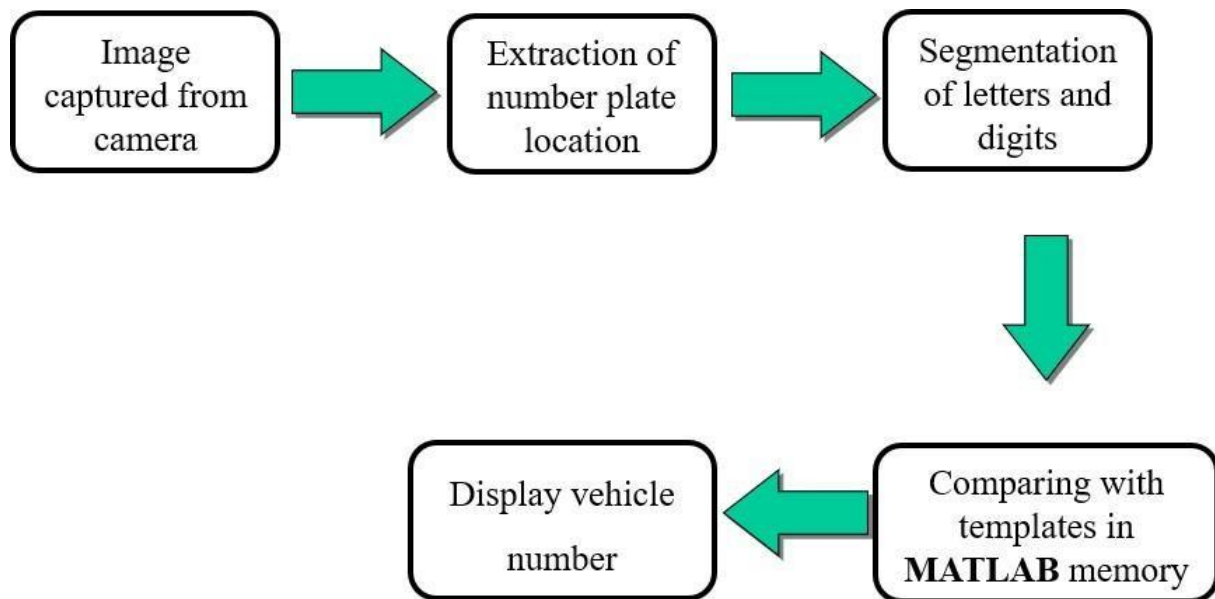 Image
captured from
camera
Extraction of
number plate
location
Segmentation
of letters and
digits
Comparing with
templates in
MATLAB memory
Display vehicle
number